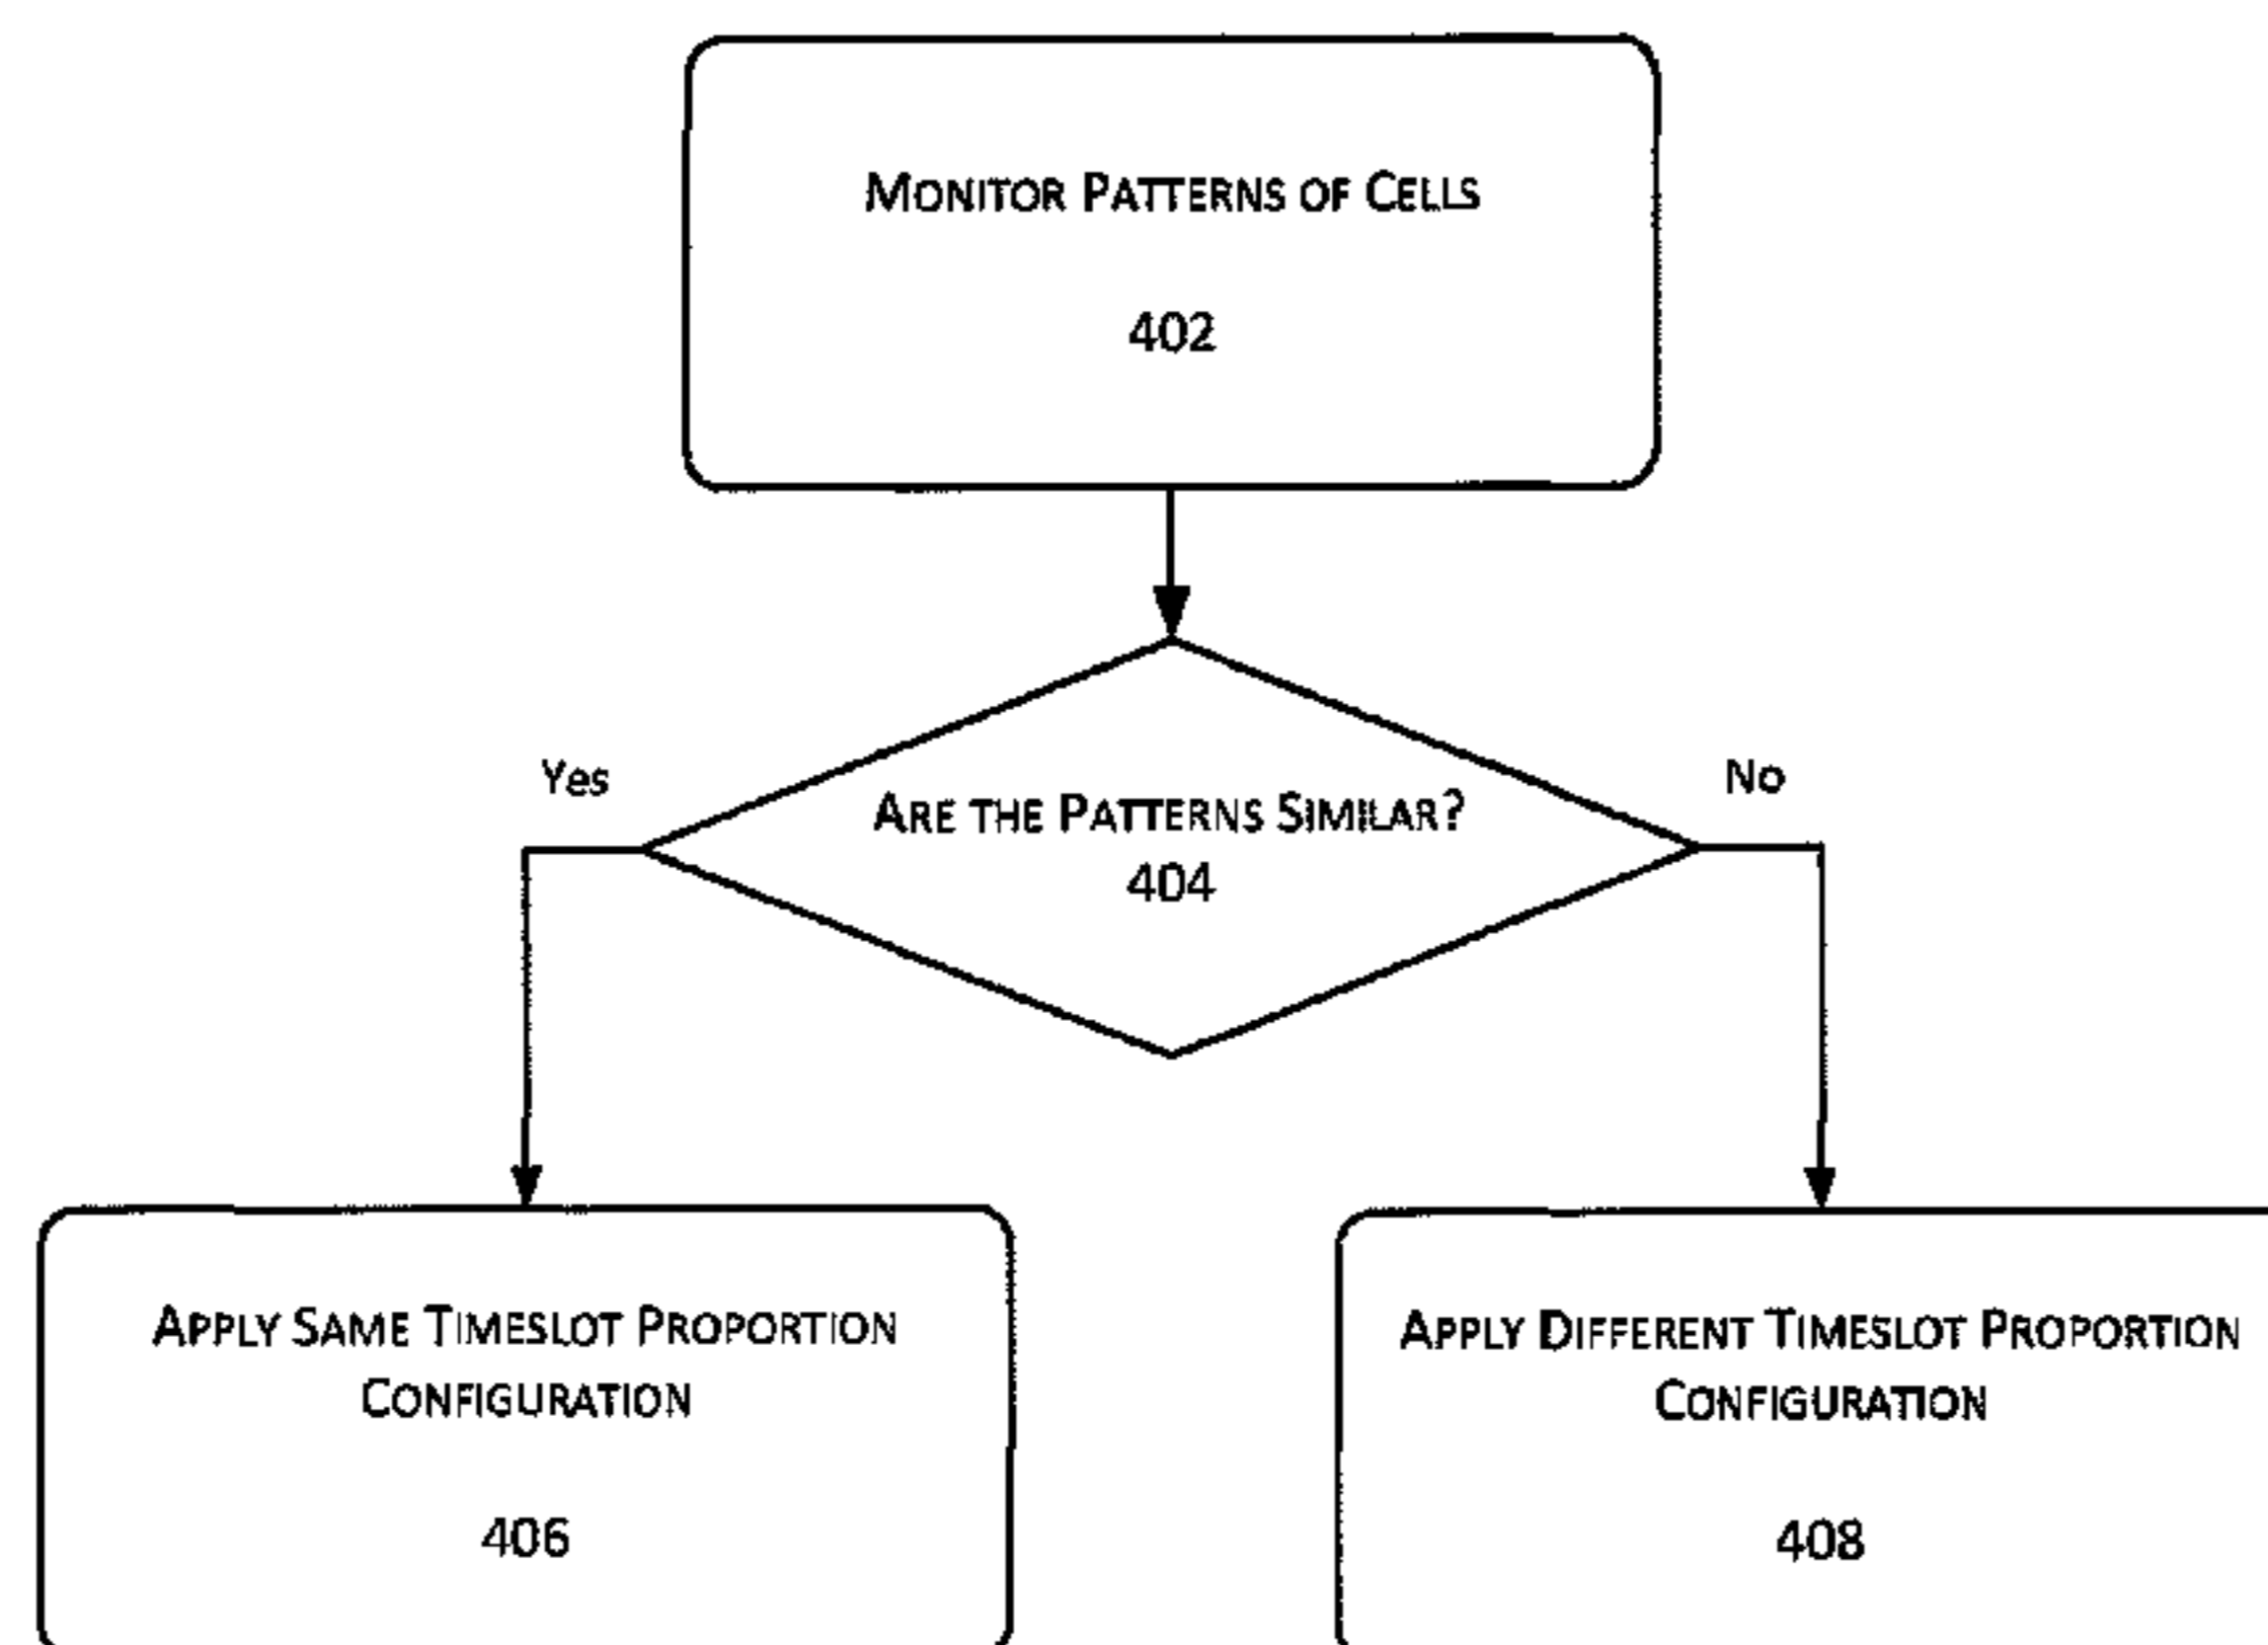 MONITOR PATTERNS OF CELLS
402
Yes
No
ARE THE PATTERNS SIMILAR?
404
APPLY SAME TIMESLOT PROPORTION
CONFIGURATION
406
APPLY DIFFERENT TIMESLOT PROPORTION
CONFIGURATION
408